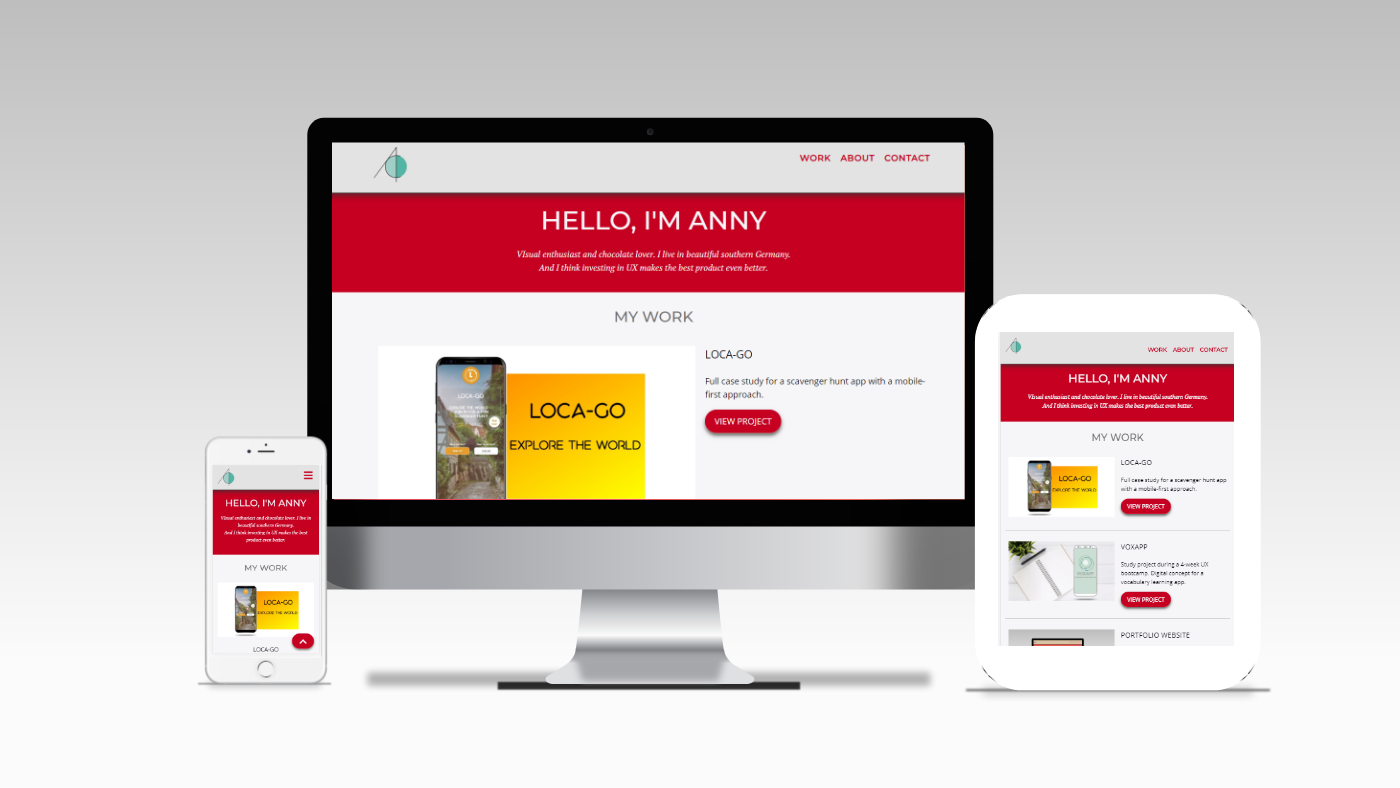 WORK ABOUT CONTACT
HELLO, I'M ANNY
VIsual enthusiast and chocolate lover. I live in beautiful southern Germany.
And I think investing in UX makes the best product even better.
MY WORK
LOCA-GO
LOCA-GO
EXPLORE THE WORLD
LOCA-GO
Full case study for a scavenger hunt app with a mobile-
first approach.
VIEW PROJECT
HELLO, I'M ANNY
VIsual enthusiast and chocolate lover. I live in
beautiful southern Germany.
And I think investing in UX makes the best
product even better.
MY WORK
LOCA-GO
EXPLORE THE WORLD
LOCA-GO
WORK ABOUT CONTACT
HELLO, I'M ANNY
VIsual enthusiast and chocolate lover. I live in beautiful southern Germany.
And I think investing in UX makes the best product even better.
MY WORK
LOCA-GO
EXPLORE THE WORLD
LOCA-GO
Full case study for a scavenger hunt app
with a mobile-first approach.
VIEW PROJECT
VOXAPP
Study project during a 4-week UX
bootcamp. Digital concept for a
vocabulary learning app.
VIEW PROJECT
PORTFOLIO WEBSITE